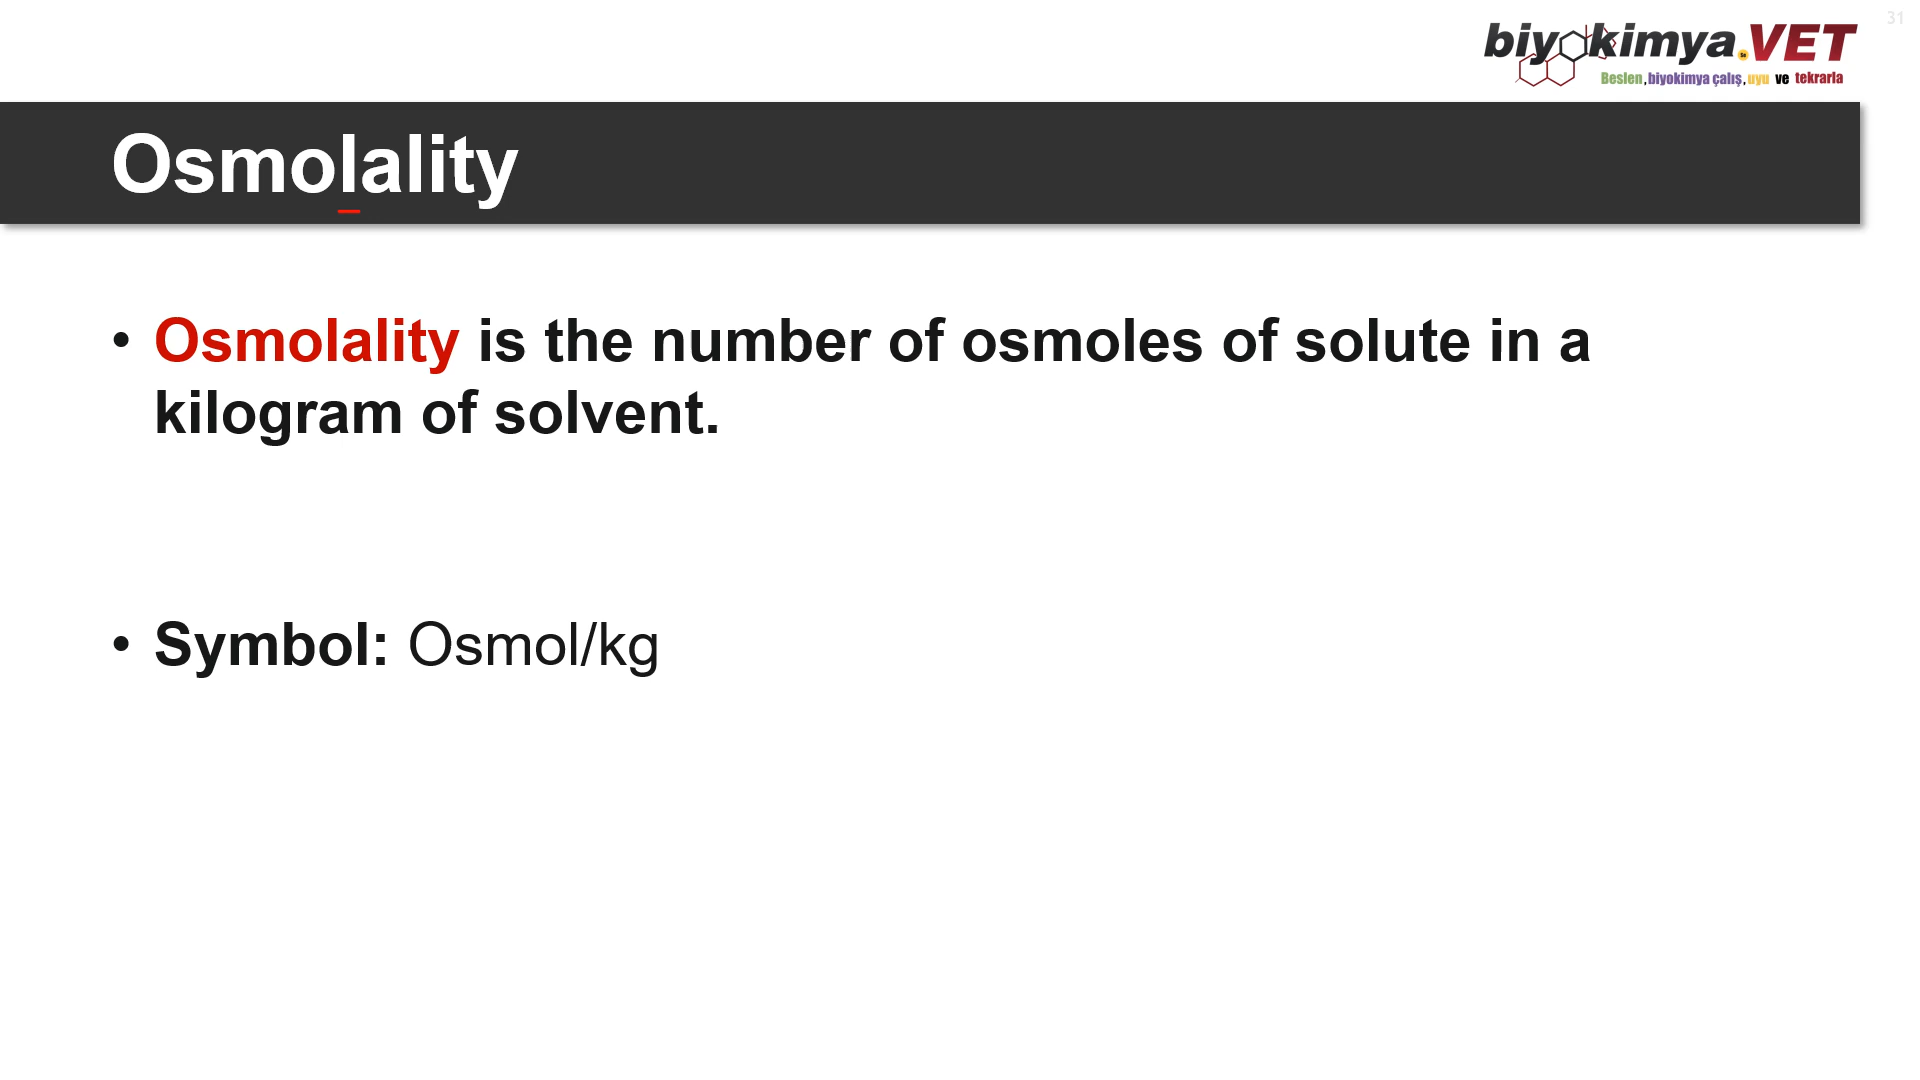 31
biyokimya.VET
Beslen, biyokimya çalış, uyu ve tekrarla
Osmolality
• Osmolality is the number of osmoles of solute in a
kilogram of solvent.
• Symbol: Osmol/kg